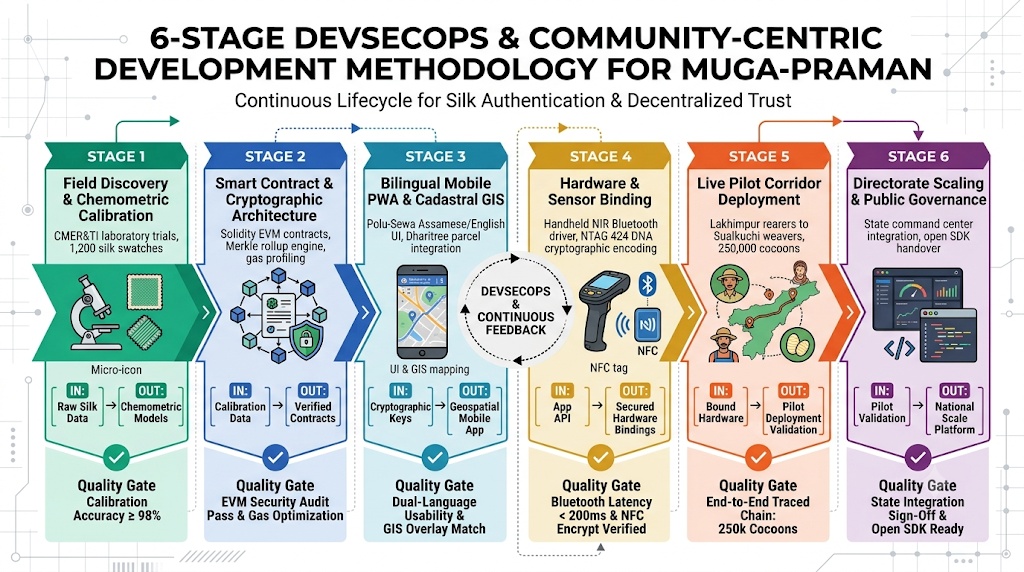 6-STAGE DEVSECOPS & COMMUNITY-CENTRIC
DEVELOPMENT METHODOLOGY FOR MUGA-PRAMAN
Continuous Lifecycle for Silk Authentication & Decentralized Trust
STAGE 1
Field Discovery
& Chemometric
Calibration
CMER&TI laboratory trials,
1,200 silk swatches
Micro-icon
IN:
Raw Silk
Data
OUT:
Chemometric
Models
Quality Gate
Calibration
Accuracy ≥ 98%
STAGE 2
Smart Contract &
Cryptographic
Architecture
Solidity EVM contracts,
Merkle rollup engine,
gas profiling
IN:
Calibration
Data
OUT:
Verified
Contracts
Quality Gate
EVM Security Audit
Pass & Gas Optimization
STAGE 3
Bilingual Mobile
PWA & Cadastral GIS
Polu-Sewa Assamese/English
UI, Dharitree parcel
integration
UI & GIS mapping
IN:
Cryptographic
Keys
OUT:
Geospatial
Mobile
App
Quality Gate
Dual-Language
Usability &
GIS Overlay Match
DEVSECOPS
&
CONTINUOUS
FEEDBACK
STAGE 4
Hardware &
Sensor Binding
Handheld NIR Bluetooth
driver, NTAG 424 DNA
cryptographic encoding
NFC
NFC tag
IN:
App
API
OUT:
Secured
Hardware
Bindings
Quality Gate
Bluetooth Latency
< 200ms & NFC
Encrypt Verified
STAGE 5
Live Pilot Corridor
Deployment
Lakhimpur rearers to
Sualkuchi weavers,
250,000 cocoons
IN:
Bound
Hardware
OUT:
Pilot
Deployment
Validation
Quality Gate
End-to-End Traced
Chain:
250k Cocoons
STAGE 6
Directorate Scaling
& Public Governance
State command center
integration, open SDK
handover
</>
IN:
Pilot
Validation
OUT:
National
Scale
Platform
Quality Gate
State Integration
Sign-Off &
Open SDK Ready